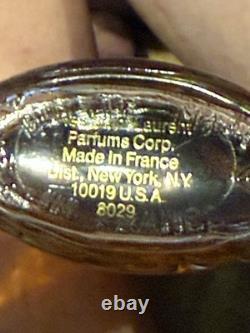 Laurent
Parfums Corp.
Made in France
Dist. New York, N.Y.
10019 U.S.A.
8029
ebay